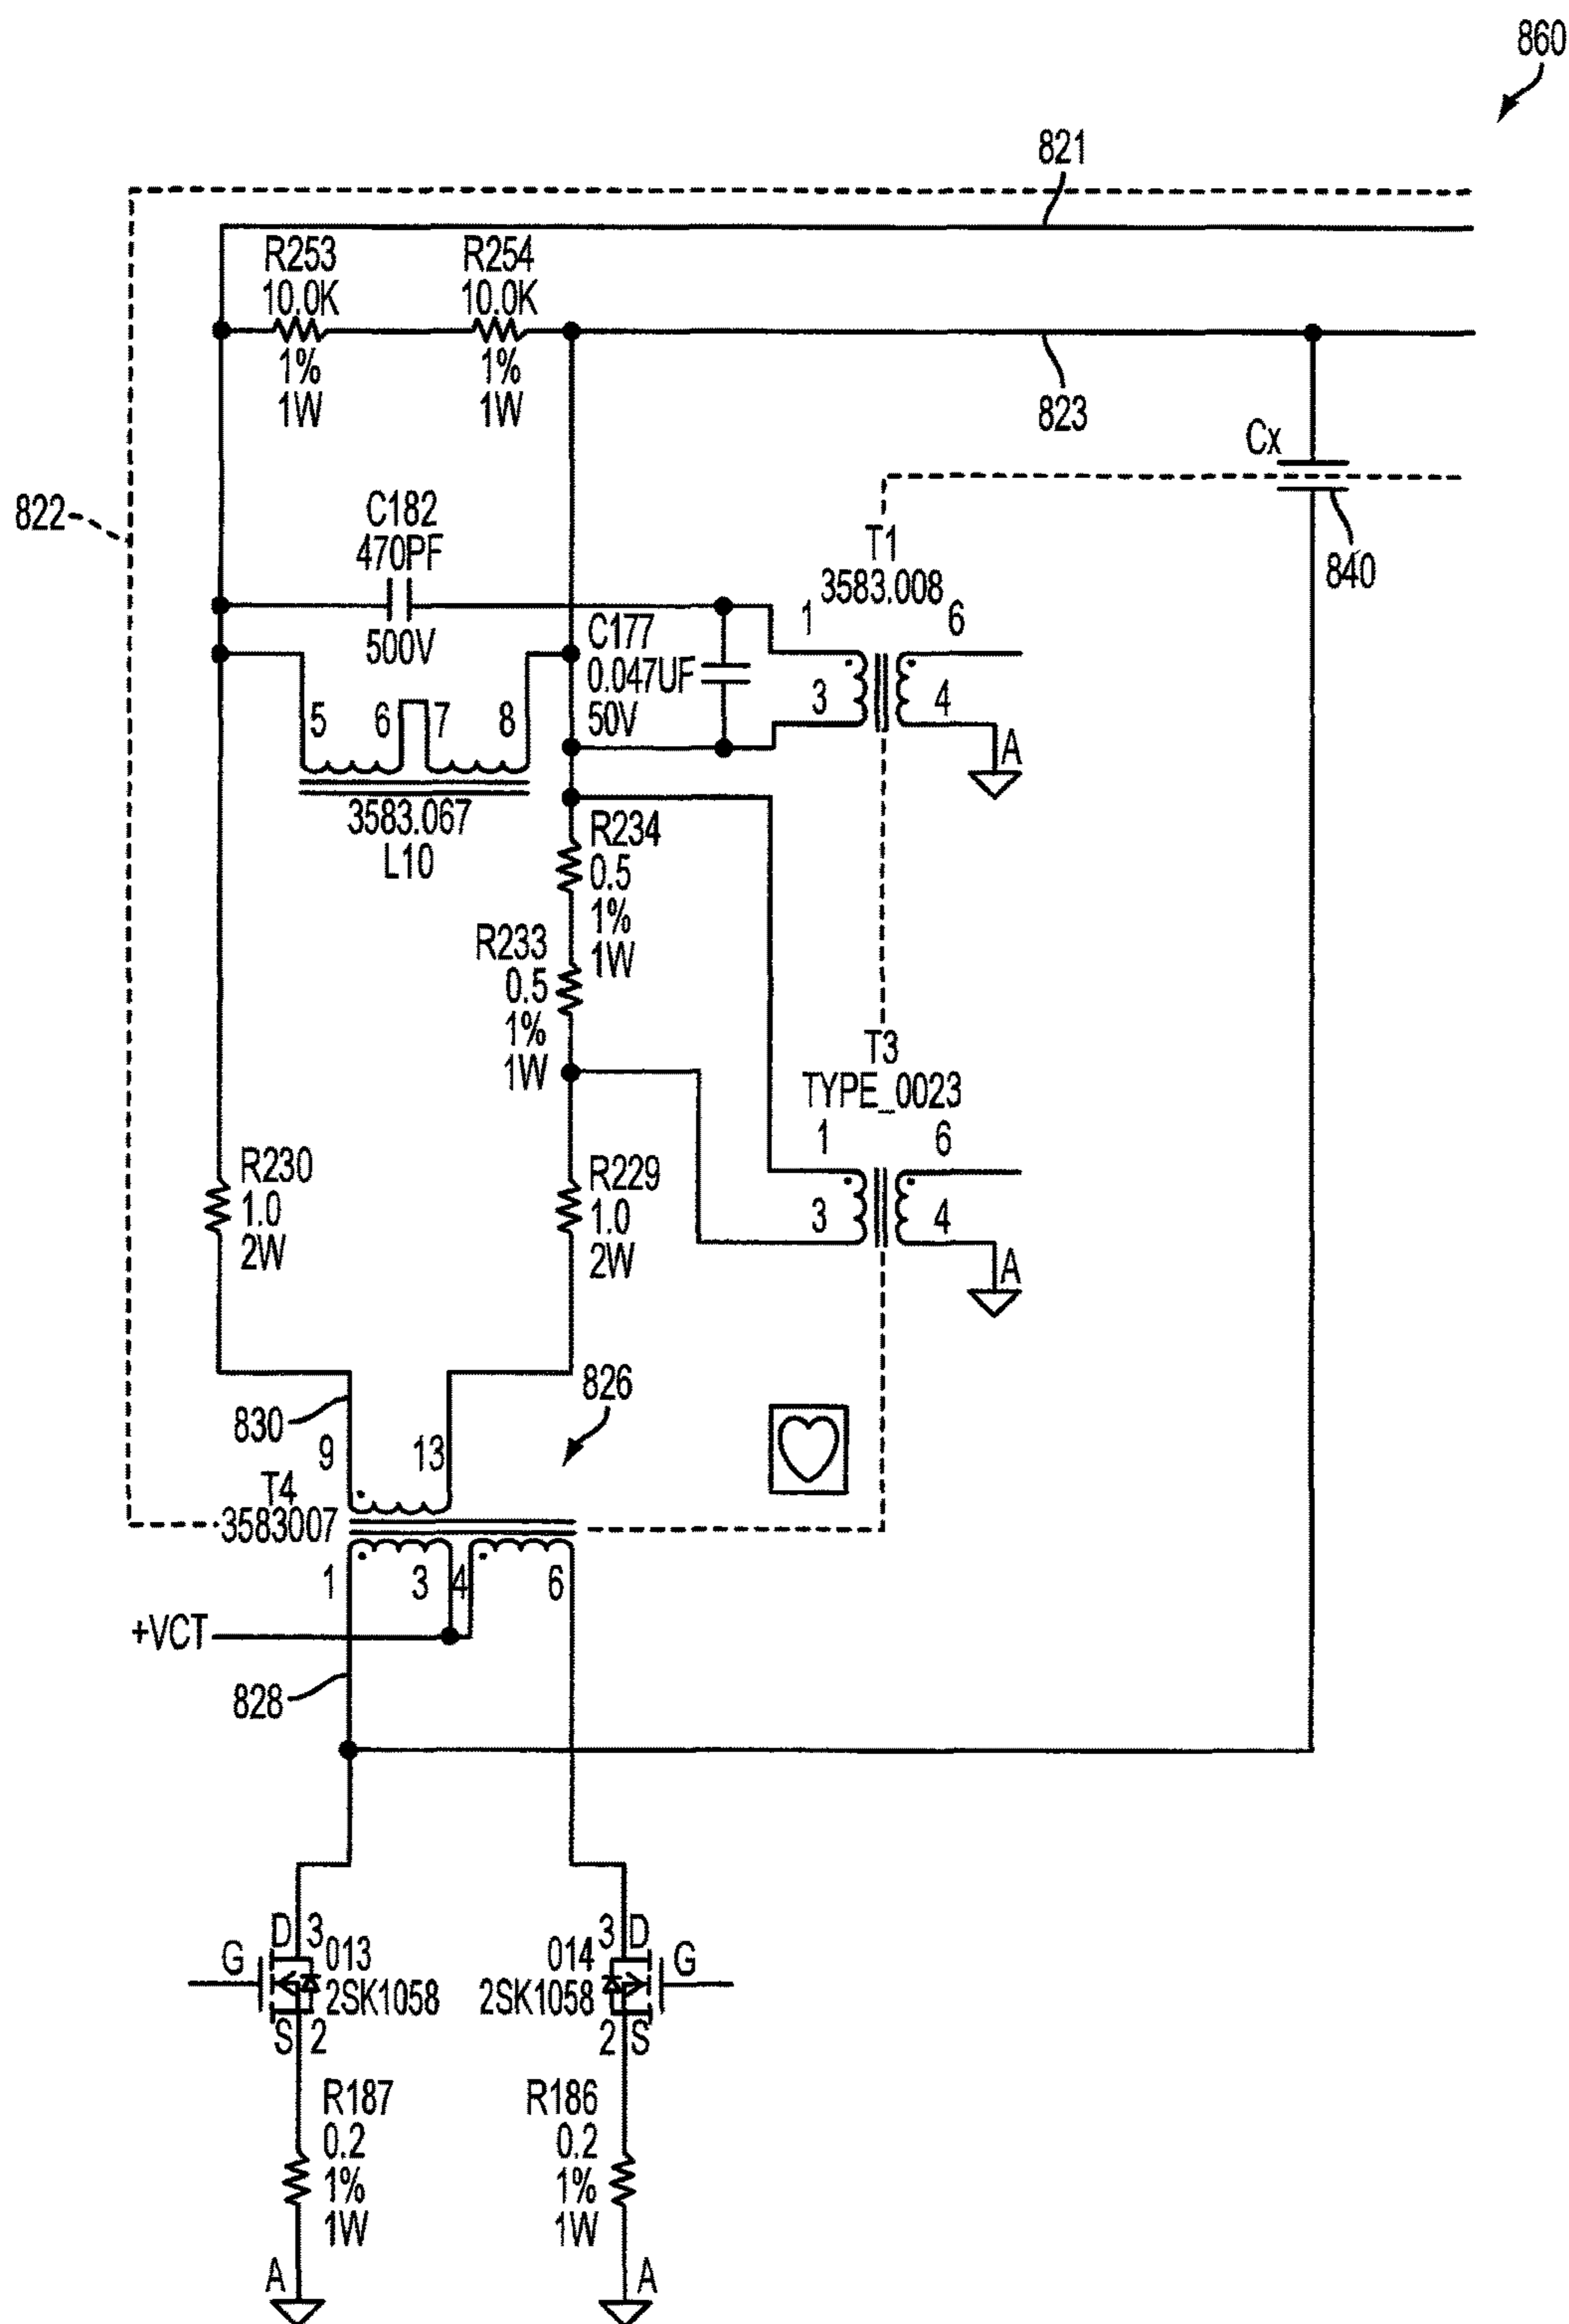 860
821
R253
10.0K
1%
1W
R254
10.0K
1%
1W
823
Cx
840
822
C182
470PF
500V
C177
0.047UF
50V
T1
3583.008
1
3
6
4
A
5
6
7
8
3583.067
L10
R234
0.5
1%
1W
R233
0.5
1%
1W
T3
TYPE_0023
1
3
6
4
A
R230
1.0
2W
R229
1.0
2W
826
830
9
13
T4
3583007
1
3
4
6
+VCT
828
G
D
3
013
2SK1058
S
2
3
D
014
2SK1058
G
2
S
R187
0.2
1%
1W
A
R186
0.2
1%
1W
A